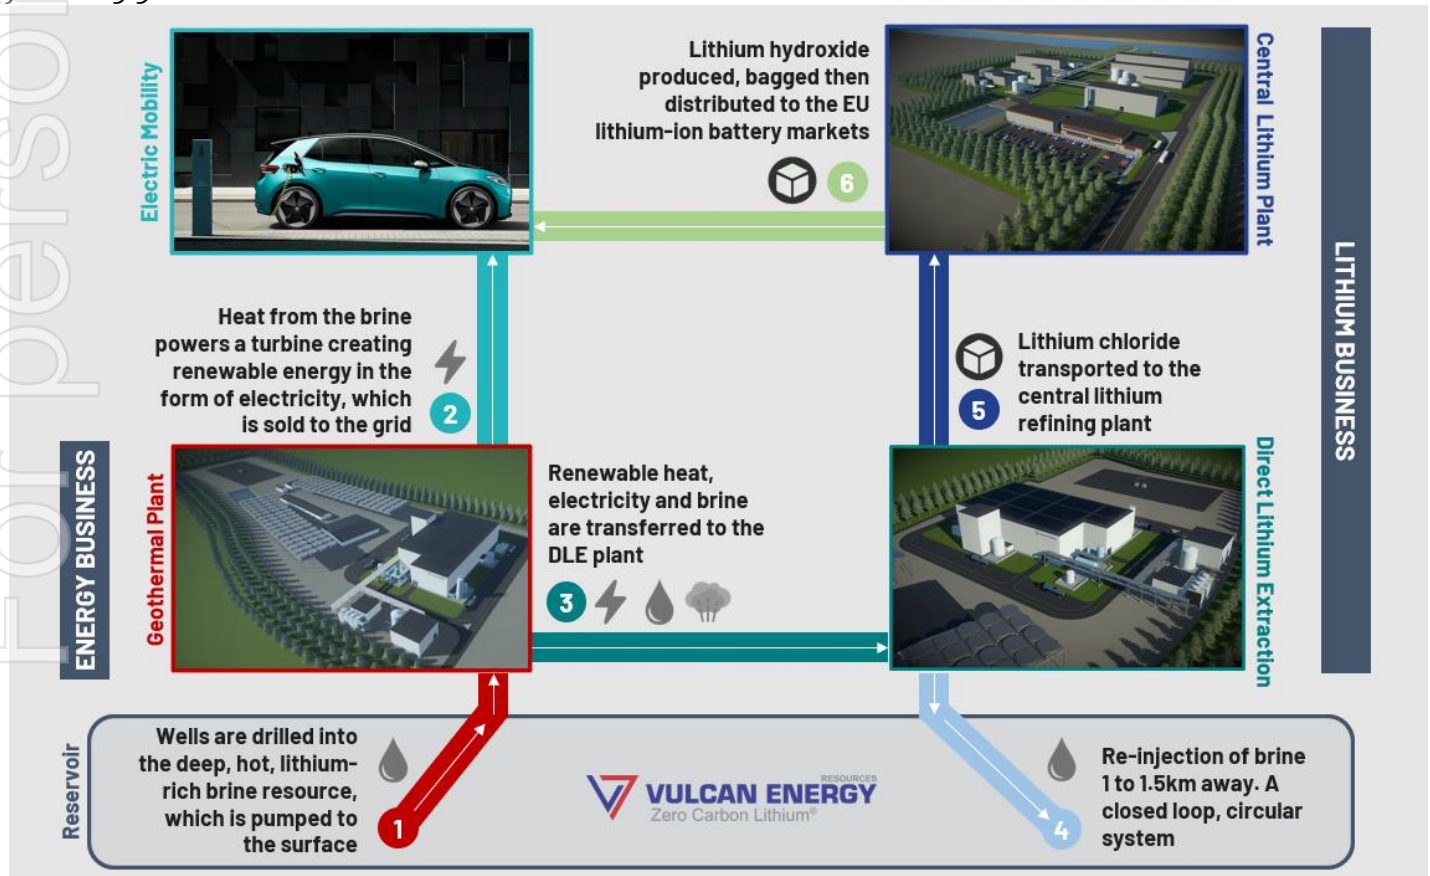 For person
Electric Mobility
Lithium hydroxide
produced, bagged then
distributed to the EU
lithium-ion battery markets
6
Central Lithium Plant
LITHIUM BUSINESS
Heat from the brine
powers a turbine creating
renewable energy in the
form of electricity, which
is sold to the grid
2
5
Lithium chloride
transported to the
central lithium
refining plant
ENERGY BUSINESS
Geothermal Plant
Renewable heat,
electricity and brine
are transferred to the
DLE plant
3
Direct Lithium Extraction
Reservoir
Wells are drilled into
the deep, hot, lithium-
rich brine resource,
which is pumped to
the surface
1
VULCAN ENERGY
RESOURCES
Zero Carbon Lithium®
4
Re-injection of brine
1 to 1.5km away. A
closed loop, circular
system